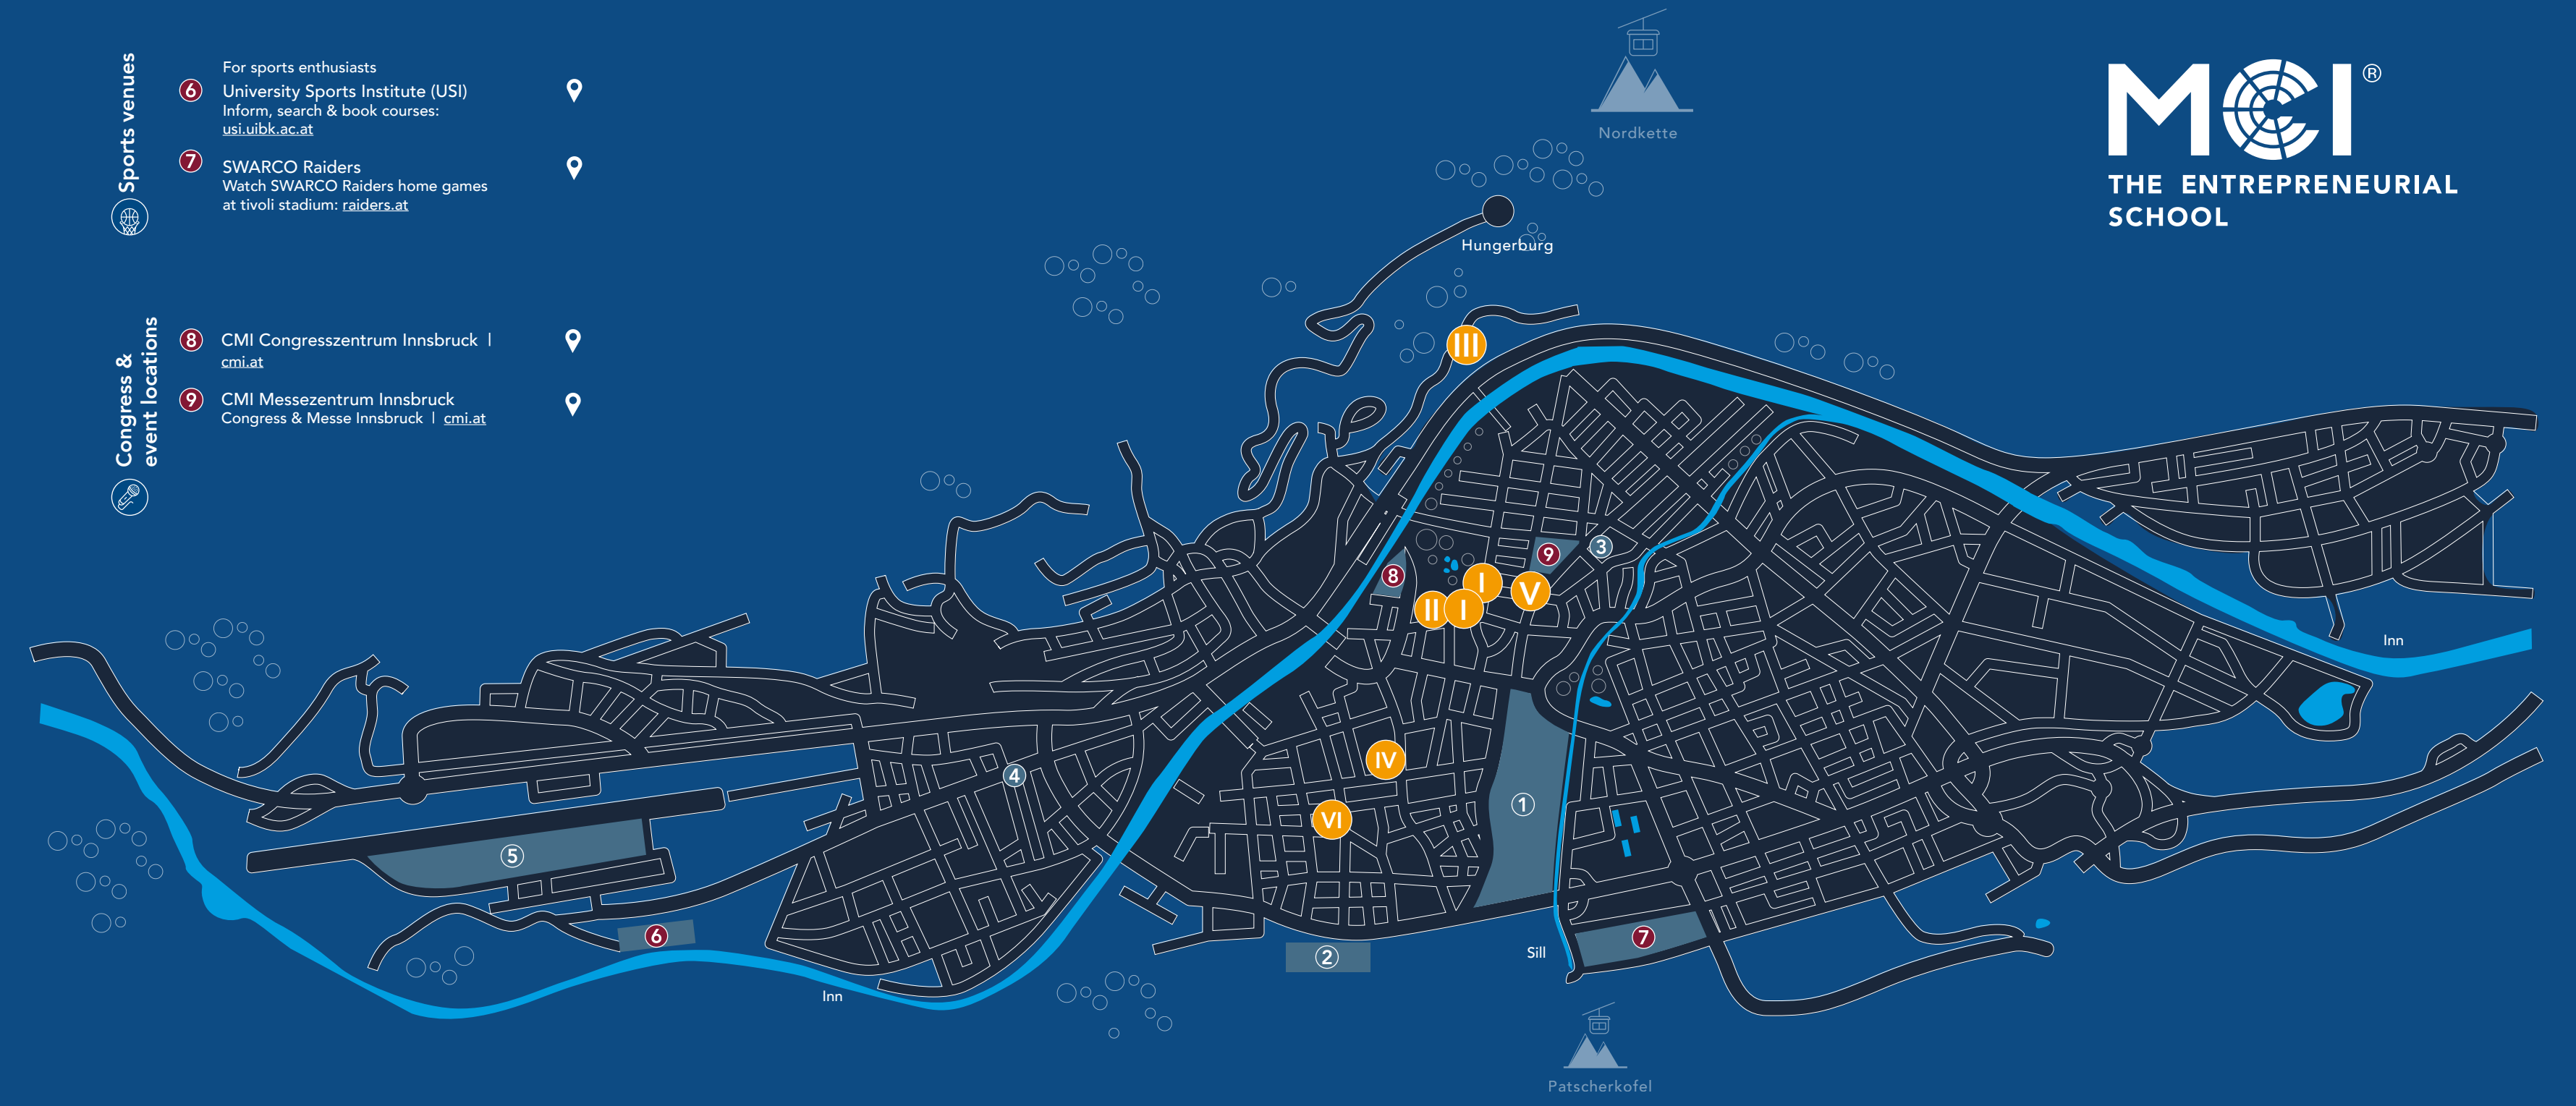 Sports venues
For sports enthusiasts
6 University Sports Institute (USI)
Inform, search & book courses:
usi.uibk.ac.at
7 SWARCO Raiders
Watch SWARCO Raiders home games
at tivoli stadium: raiders.at
Congress &
event locations
8 CMI Congresszentrum Innsbruck |
cmi.at
9 CMI Messezentrum Innsbruck
Congress & Messe Innsbruck | cmi.at
MCI®
THE ENTREPRENEURIAL
SCHOOL
Nordkette
Hungerburg
III
9
3
8
I
V
II
I
Inn
IV
4
1
VI
5
6
7
2
Sill
Inn
Patscherkofel